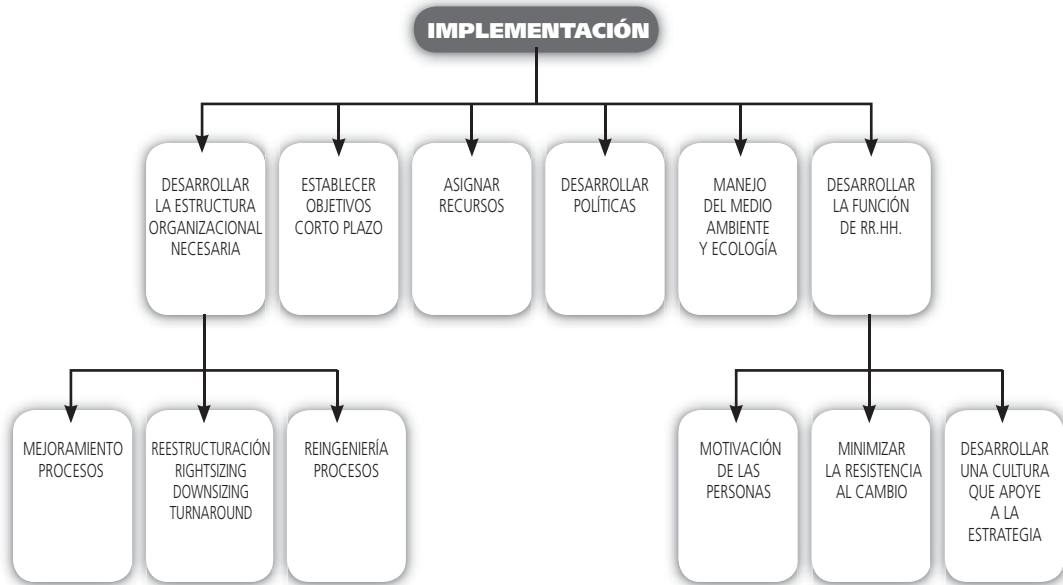 IMPLEMENTACIÓN
DESARROLLAR
LA ESTRUCTURA
ORGANIZACIONAL
NECESARIA
ESTABLECER
OBJETIVOS
CORTO PLAZO
ASIGNAR
RECURSOS
DESARROLLAR
POLÍTICAS
MANEJO
DEL MEDIO
AMBIENTE
Y ECOLOGÍA
DESARROLLAR
LA FUNCIÓN
DE RR.HH.
MEJORAMIENTO
PROCESOS
REESTRUCTURACIÓN
RIGHTSIZING
DOWNSIZING
TURNAROUND
REINGENIERÍA
PROCESOS
MOTIVACIÓN
DE LAS
PERSONAS
MINIMIZAR
LA RESISTENCIA
AL CAMBIO
DESARROLLAR
UNA CULTURA
QUE APOYE
A LA
ESTRATEGIA